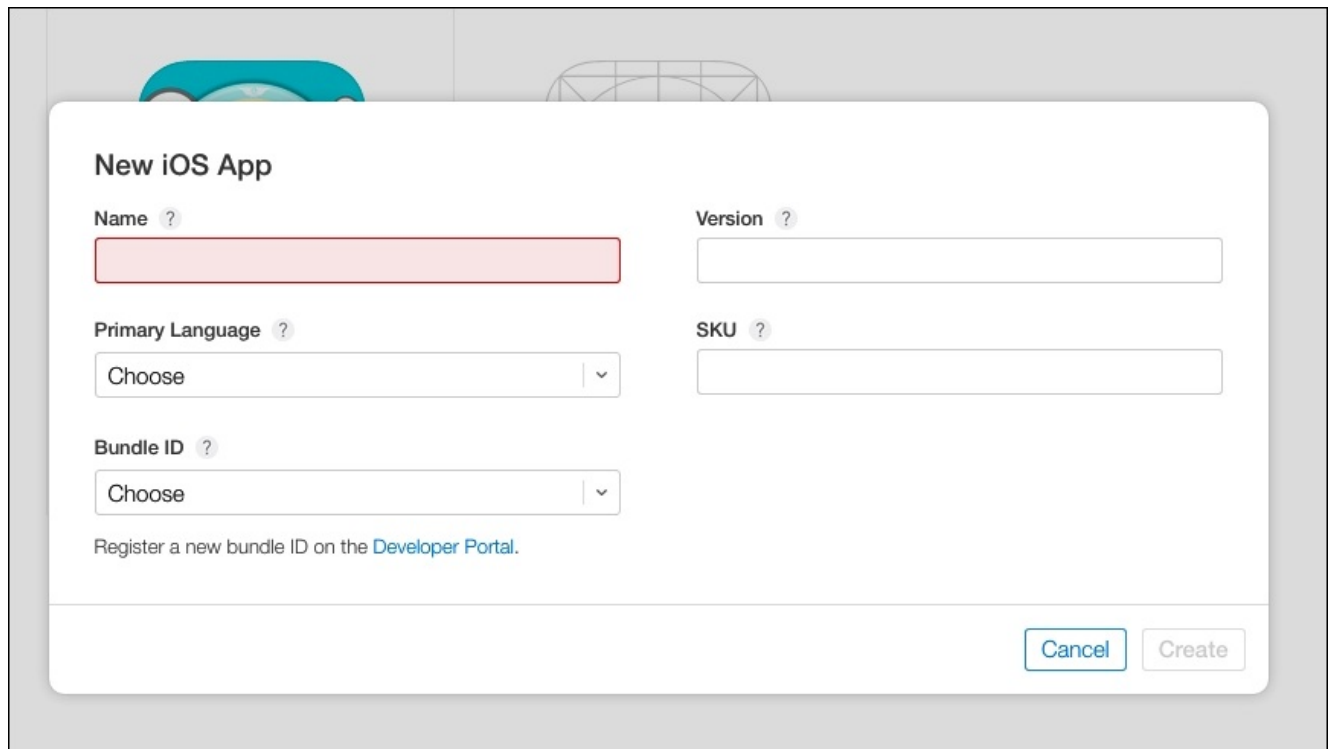 New iOS App
Name ?
Version ?
Primary Language ?
Choose
SKU ?
Bundle ID ?
Choose
Register a new bundle ID on the Developer Portal.
Cancel
Create